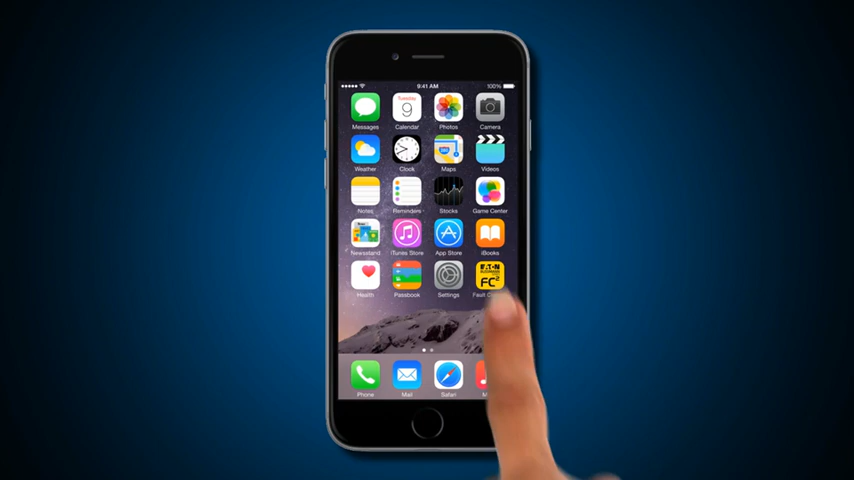 9:41 AM 100%
Tuesday
9
Messages Calendar Photos Camera
Weather Clock Maps Videos
Notes Reminders Stocks Game Center
Newsstand iTunes Store App Store iBooks
EATON
FC²
Health Passbook Settings Fault
Phone Mail Safari